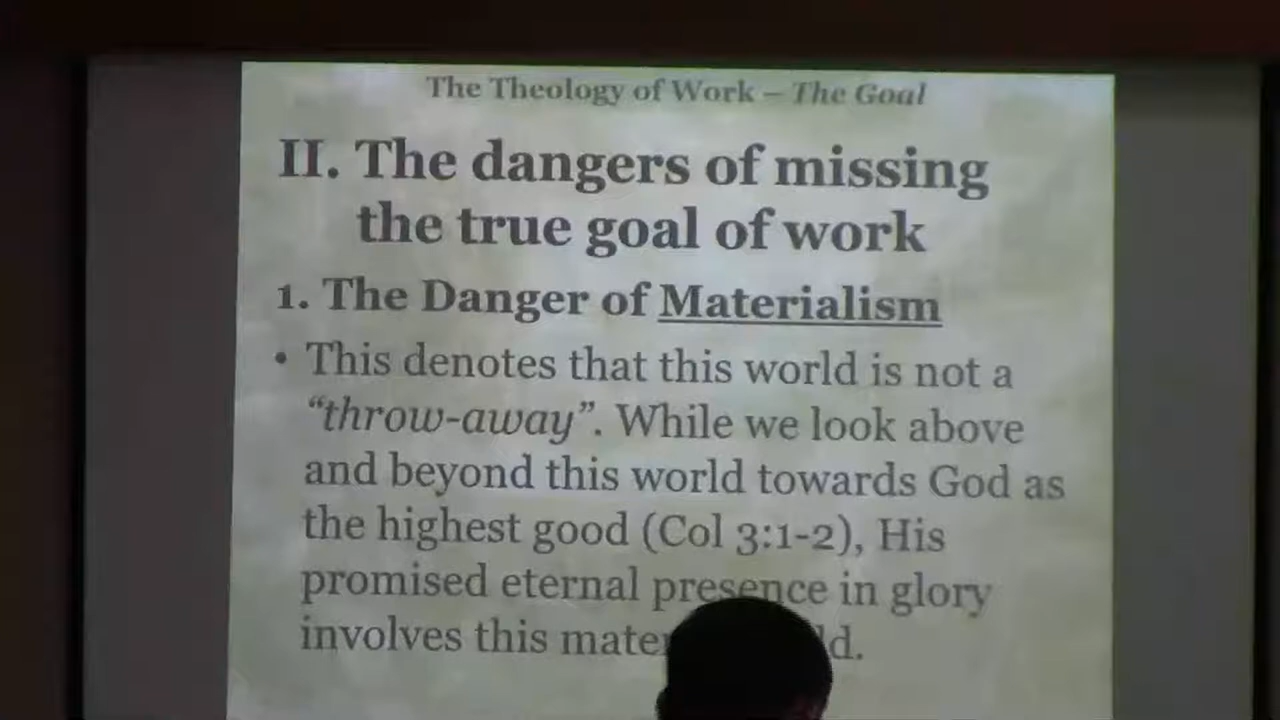 The Theology of Work – The Goal
II. The dangers of missing
the true goal of work
1. The Danger of Materialism
• This denotes that this world is not a
“throw-away”. While we look above
and beyond this world towards God as
the highest good (Col 3:1-2), His
promised eternal presence in glory
involves this